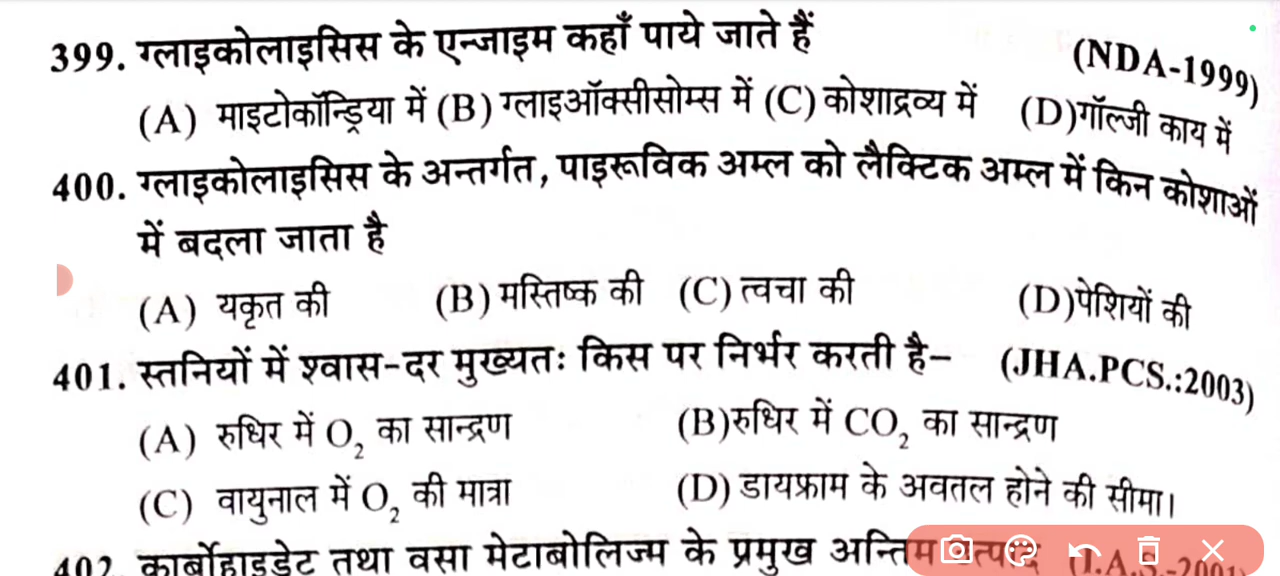 399. ग्लाइकोलाइसिस के एन्जाइम कहाँ पाये जाते हैं (NDA-1999)
(A) माइटोकॉन्ड्रिया में (B) ग्लाइऑक्सीसोम्स में (C) कोशाद्रव्य में (D) गॉल्जी काय में
400. ग्लाइकोलाइसिस के अन्तर्गत, पाइरूविक अम्ल को लैक्टिक अम्ल में किन कोशाओं
में बदला जाता है
(A) यकृत की (B) मस्तिष्क की (C) त्वचा की (D) पेशियों की
401. स्तनियों में श्वास-दर मुख्यतः किस पर निर्भर करती है– (JHA.PCS.:2003)
(A) रुधिर में O₂ का सान्द्रण (B) रुधिर में CO₂ का सान्द्रण
(C) वायुनाल में O₂ की मात्रा (D) डायफ्राम के अवतल होने की सीमा।
402. कार्बोहाइड्रेट तथा वसा मेटाबोलिज्म के प्रमुख अन्तिम (I.A.S.-2001)